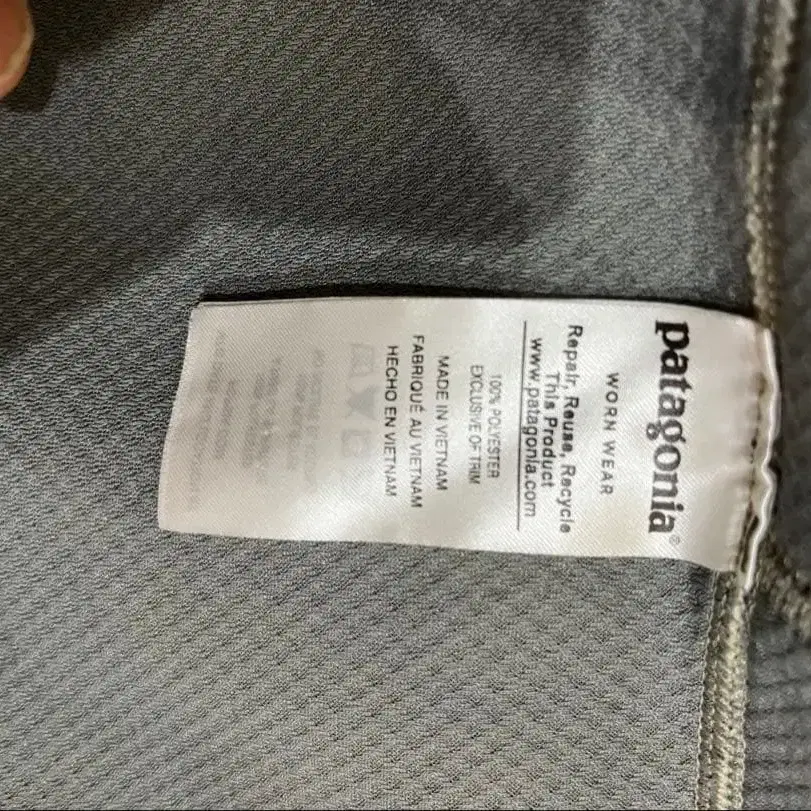 patagonia®
WORN WEAR
Repair, Reuse, Recycle
This Product
www.patagonia.com
100% POLYESTER
EXCLUSIVE OF TRIM
MADE IN VIETNAM
FABRIQUÉ AU VIETNAM
HECHO EN VIETNAM